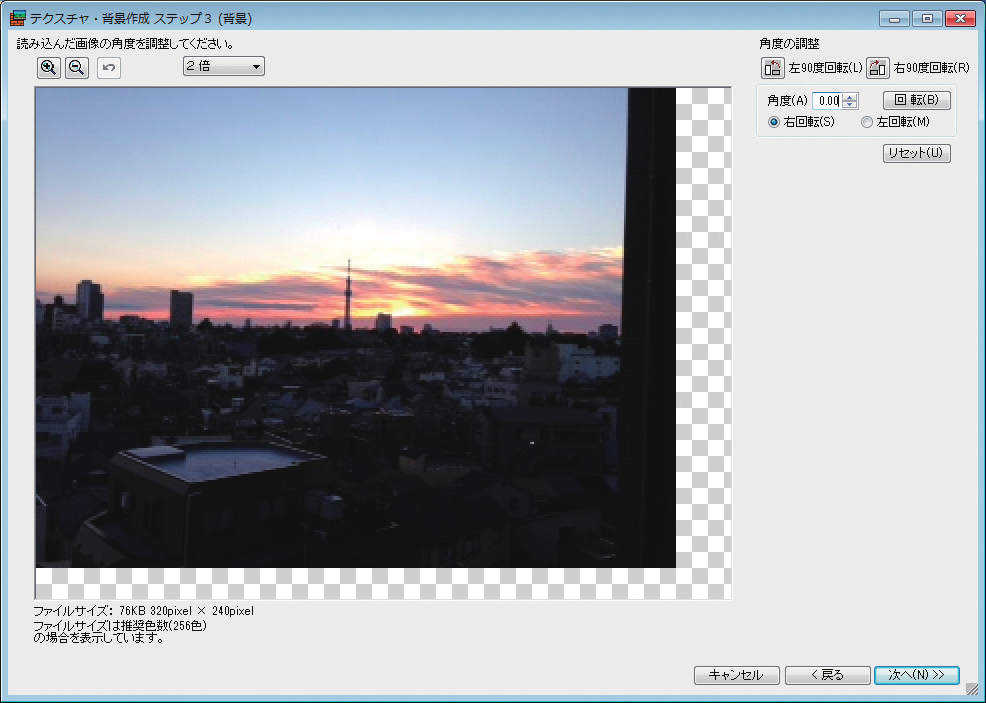 テクスチャ・背景作成 ステップ3 (背景)
読み込んだ画像の角度を調整してください。
2 倍
角度の調整
左90度回転(L) 右90度回転(R)
角度(A) 0.00 回 転(B)
右回転(S) 左回転(M)
リセット(U)
ファイルサイズ: 76KB 320pixel × 240pixel
ファイルサイズは推奨色数(256色)
の場合を表示しています。
キャンセル < 戻る 次へ(N) >>